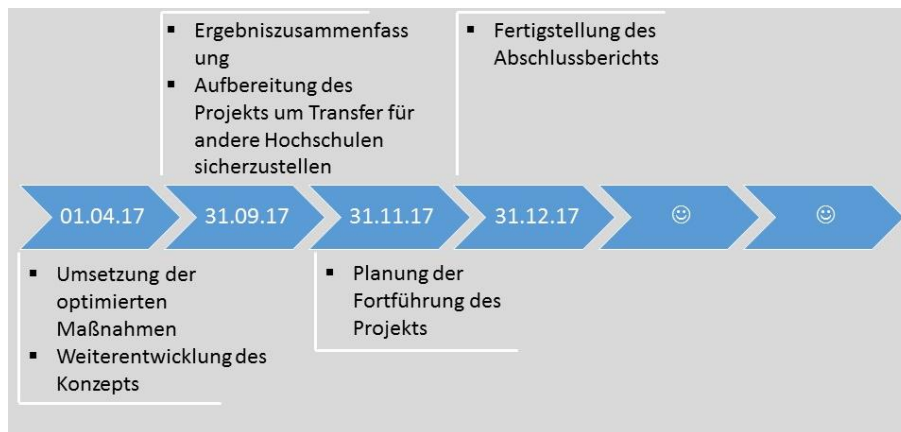 ▪ Ergebniszusammenfass
ung
▪ Aufbereitung des
Projekts um Transfer für
andere Hochschulen
sicherzustellen
▪ Fertigstellung des
Abschlussberichts
01.04.17
31.09.17
31.11.17
31.12.17
☺
☺
▪ Umsetzung der
optimierten
Maßnahmen
▪ Weiterentwicklung des
Konzepts
▪ Planung der
Fortführung des
Projekts